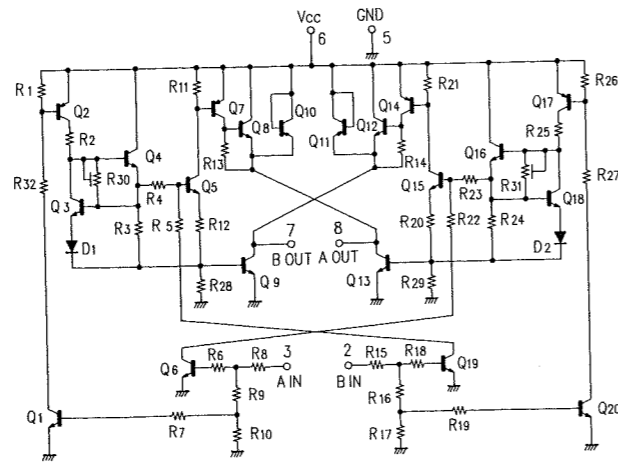 Vcc GND
6 5
R1 R11 R21 R26
Q2 Q7 Q10 Q14 Q17
R2 Q4 Q8 Q11 Q12 Q16 R25
R32 R30 R13 R14 R31 R27
Q3 R4 Q5 Q15 R23 Q18
R3 R5 R12 R20 R22 R24
D1 7 8 D2
B OUT A OUT
R28 Q9 Q13 R29
Q6 R6 R8 3 2 R15 R18 Q19
A IN B IN
R9 R16
Q1 R7 R10 R17 R19 Q20